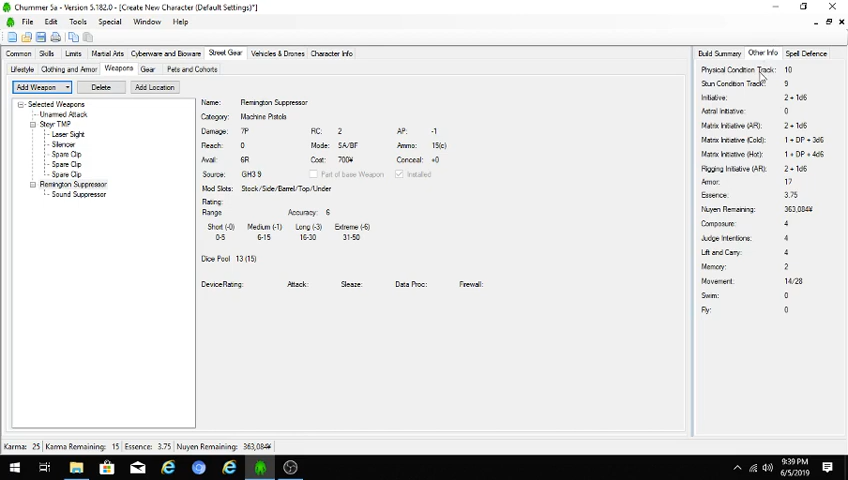 Chummer 5a - Version 5.182.0 - [Create New Character (Default Settings)*]
File Edit Tools Special Window Help
Common Skills Limits Martial Arts Cyberware and Bioware Street Gear Vehicles & Drones Character Info
Build Summary Other Info Spell Defence
Lifestyle Clothing and Armor Weapons Gear Pets and Cohorts
Add Weapon Delete Add Location
Selected Weapons
Unarmed Attack
Steyr TMP
Laser Sight
Silencer
Spare Clip
Spare Clip
Spare Clip
Remington Suppressor
Sound Suppressor
Name: Remington Suppressor
Category: Machine Pistols
Damage: 7P RC: 2 AP: -1
Reach: 0 Mode: SA/BF Ammo: 15(c)
Avail: 6R Cost: 700¥ Conceal: +0
Source: GH3 9 Part of base Weapon Installed
Mod Slots: Stock/Side/Barrel/Top/Under
Rating:
Range Accuracy: 6
Short (-0) Medium (-1) Long (-3) Extreme (-6)
0-5 6-15 16-30 31-50
Dice Pool 13 (15)
DeviceRating: Attack: Sleaze: Data Proc: Firewall:
Physical Condition Track: 10
Stun Condition Track: 9
Initiative: 2 + 1d6
Astral Initiative: 0
Matrix Initiative (AR): 2 + 1d6
Matrix Initiative (Cold): 1 + DP + 3d6
Matrix Initiative (Hot): 1 + DP + 4d6
Rigging Initiative (AR): 2 + 1d6
Armor: 17
Essence: 3.75
Nuyen Remaining: 363,084¥
Composure: 4
Judge Intentions: 4
Lift and Carry: 4
Memory: 2
Movement: 14/28
Swim: 0
Fly: 0
Karma: 25 Karma Remaining: 15 Essence: 3.75 Nuyen Remaining: 363,084¥
9:39 PM
6/5/2019